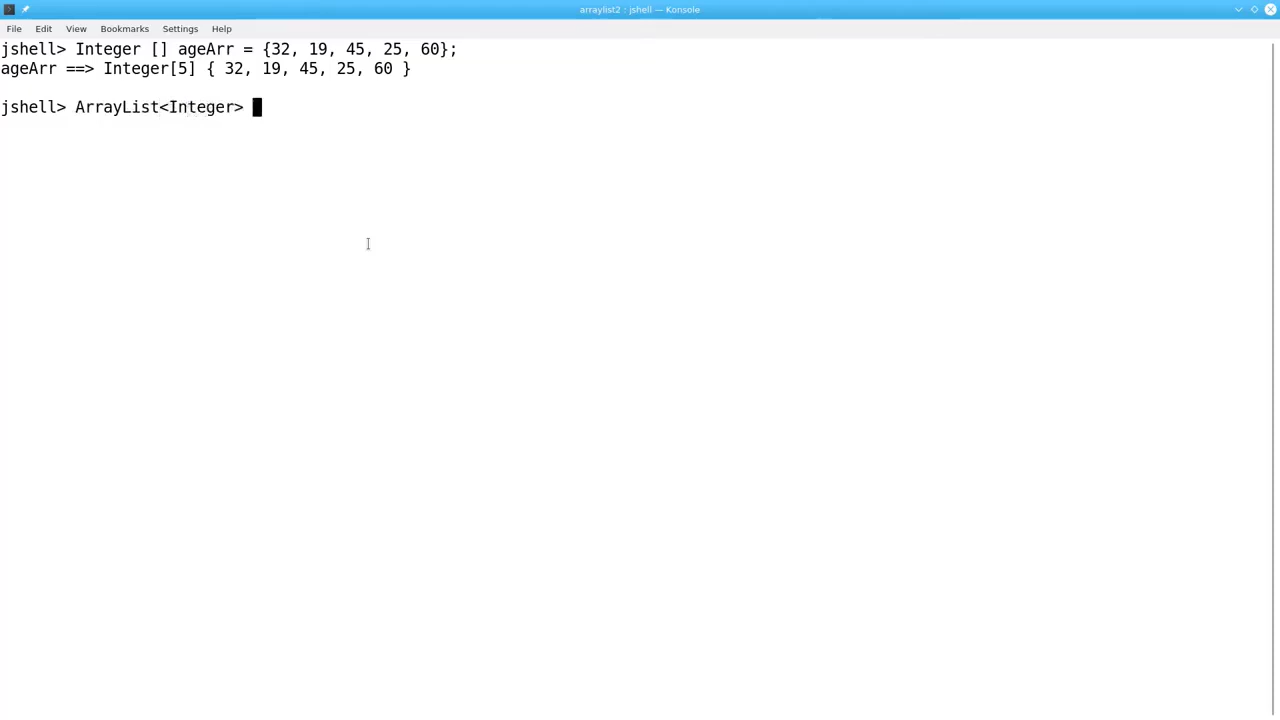 arraylist2 : jshell — Konsole
File Edit View Bookmarks Settings Help
jshell> Integer [] ageArr = {32, 19, 45, 25, 60};
ageArr ==> Integer[5] { 32, 19, 45, 25, 60 }
jshell> ArrayList<Integer>